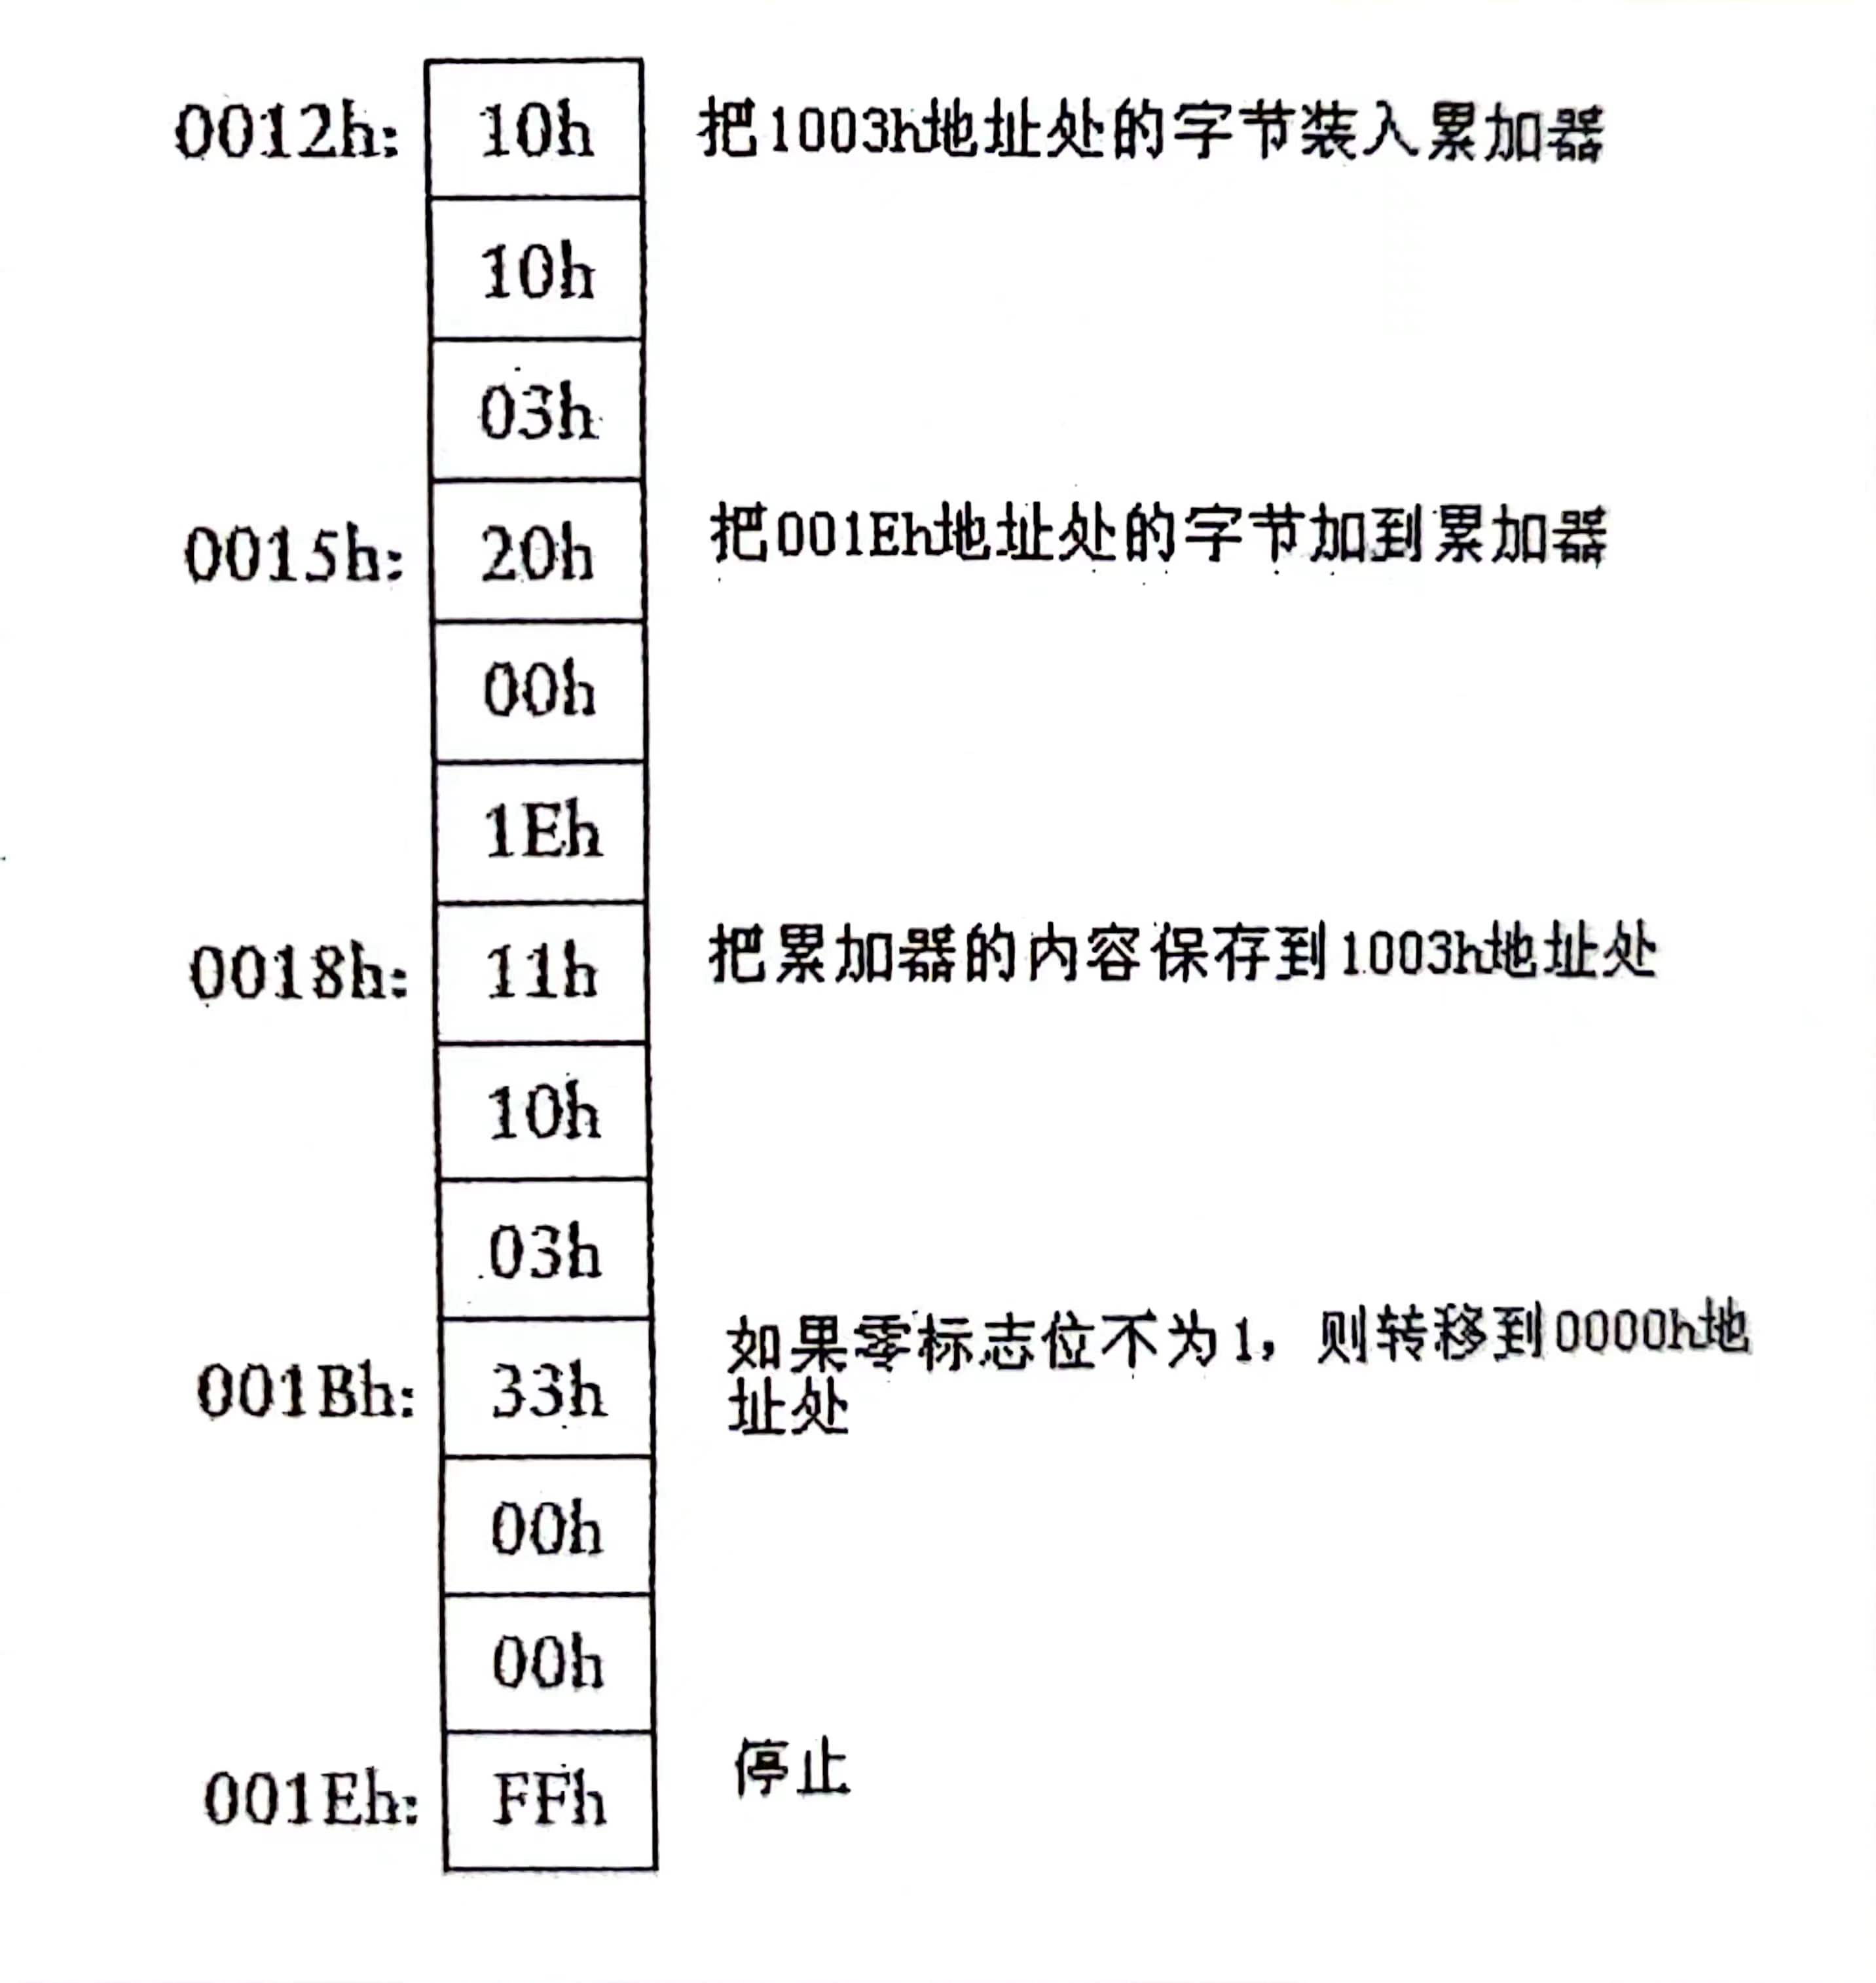 0012h: 10h 把1003h地址处的字节装入累加器
10h
03h
0015h: 20h 把001Eh地址处的字节加到累加器
00h
1Eh
0018h: 11h 把累加器的内容保存到1003h地址处
10h
03h
如果零标志位不为1，则转移到0000h地
001Bh: 33h 址处
00h
00h
001Eh: FFh 停止